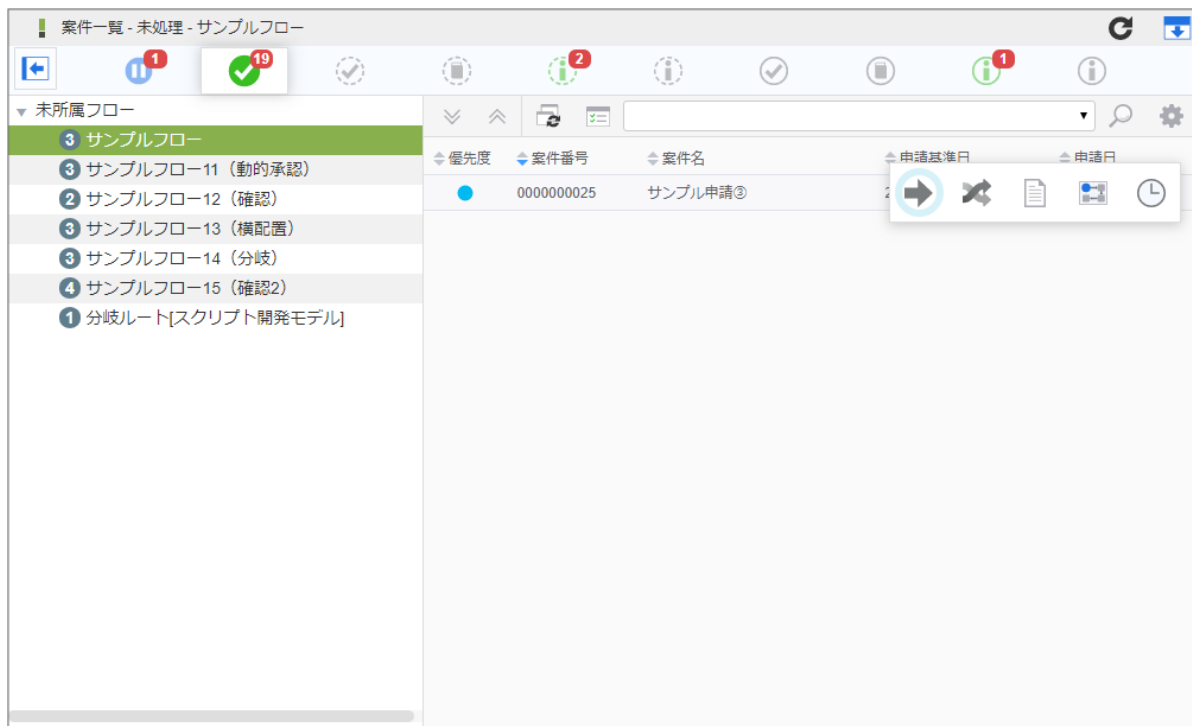 案件一覧 - 未処理 - サンプルフロー
1 19 2 1
未所属フロー
3 サンプルフロー
3 サンプルフロー11（動的承認）
2 サンプルフロー12（確認）
3 サンプルフロー13（横配置）
3 サンプルフロー14（分岐）
4 サンプルフロー15（確認2）
1 分岐ルート[スクリプト開発モデル]
優先度 案件番号 案件名 申請基準日 申請日
0000000025 サンプル申請③